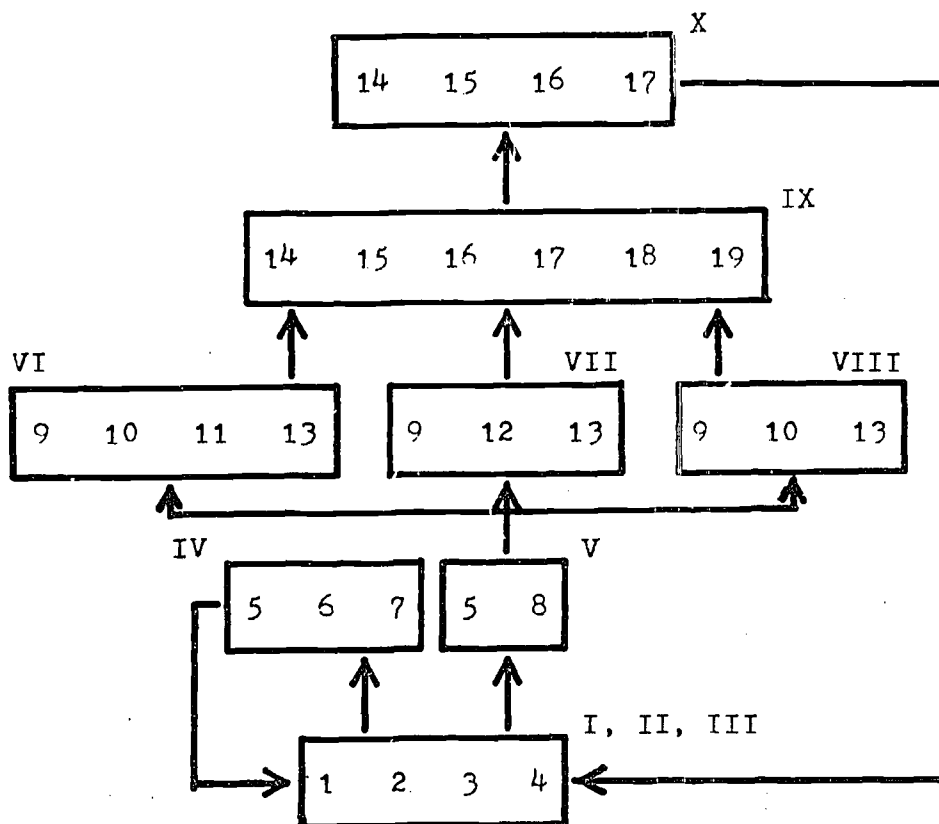 X
14 15 16 17
IX
14 15 16 17 18 19
VI VII VIII
9 10 11 13 9 12 13 9 10 13
IV V
5 6 7 5 8
I, II, III
1 2 3 4